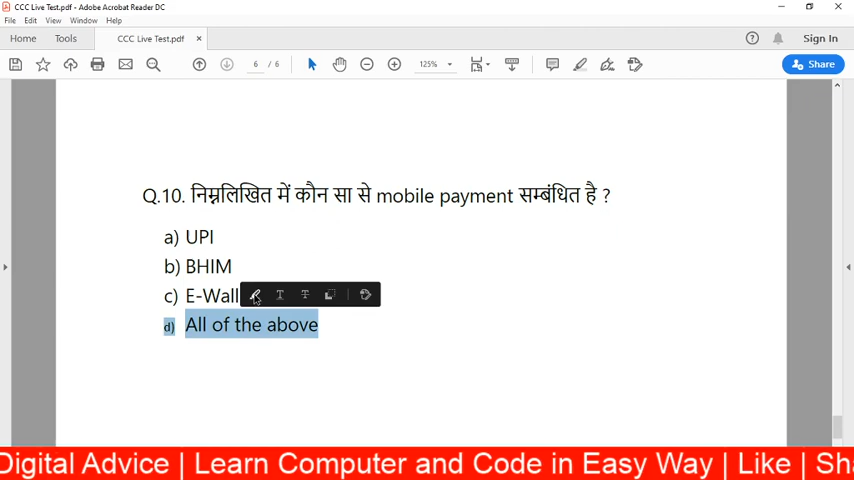 CCC Live Test.pdf - Adobe Acrobat Reader DC
File Edit View Window Help
Home Tools CCC Live Test.pdf × Sign In
6 / 6 125% Share
Q.10. निम्नलिखित में कौन सा से mobile payment सम्बंधित है ?
a) UPI
b) BHIM
c) E-Wall
d) All of the above
Digital Advice | Learn Computer and Code in Easy Way | Like | Sha